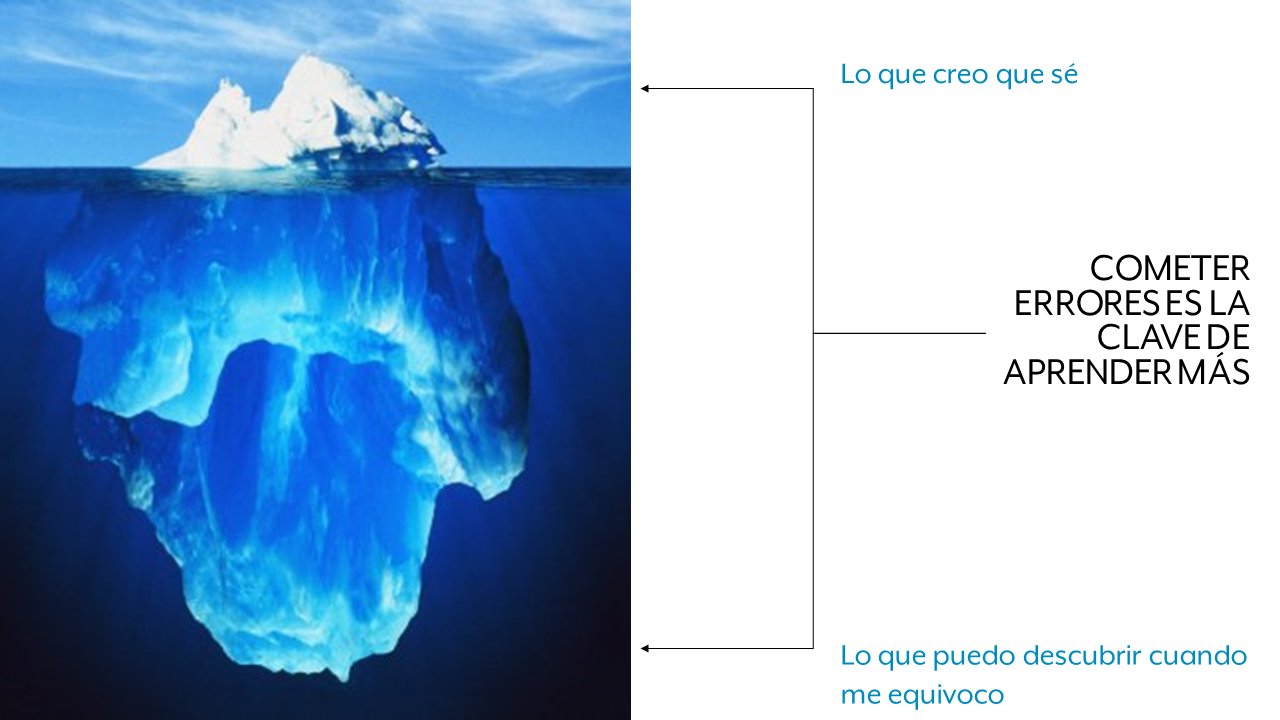 Lo que creo que sé
COMETER
ERRORES ES LA
CLAVE DE
APRENDER MÁS
Lo que puedo descubrir cuando
me equivoco